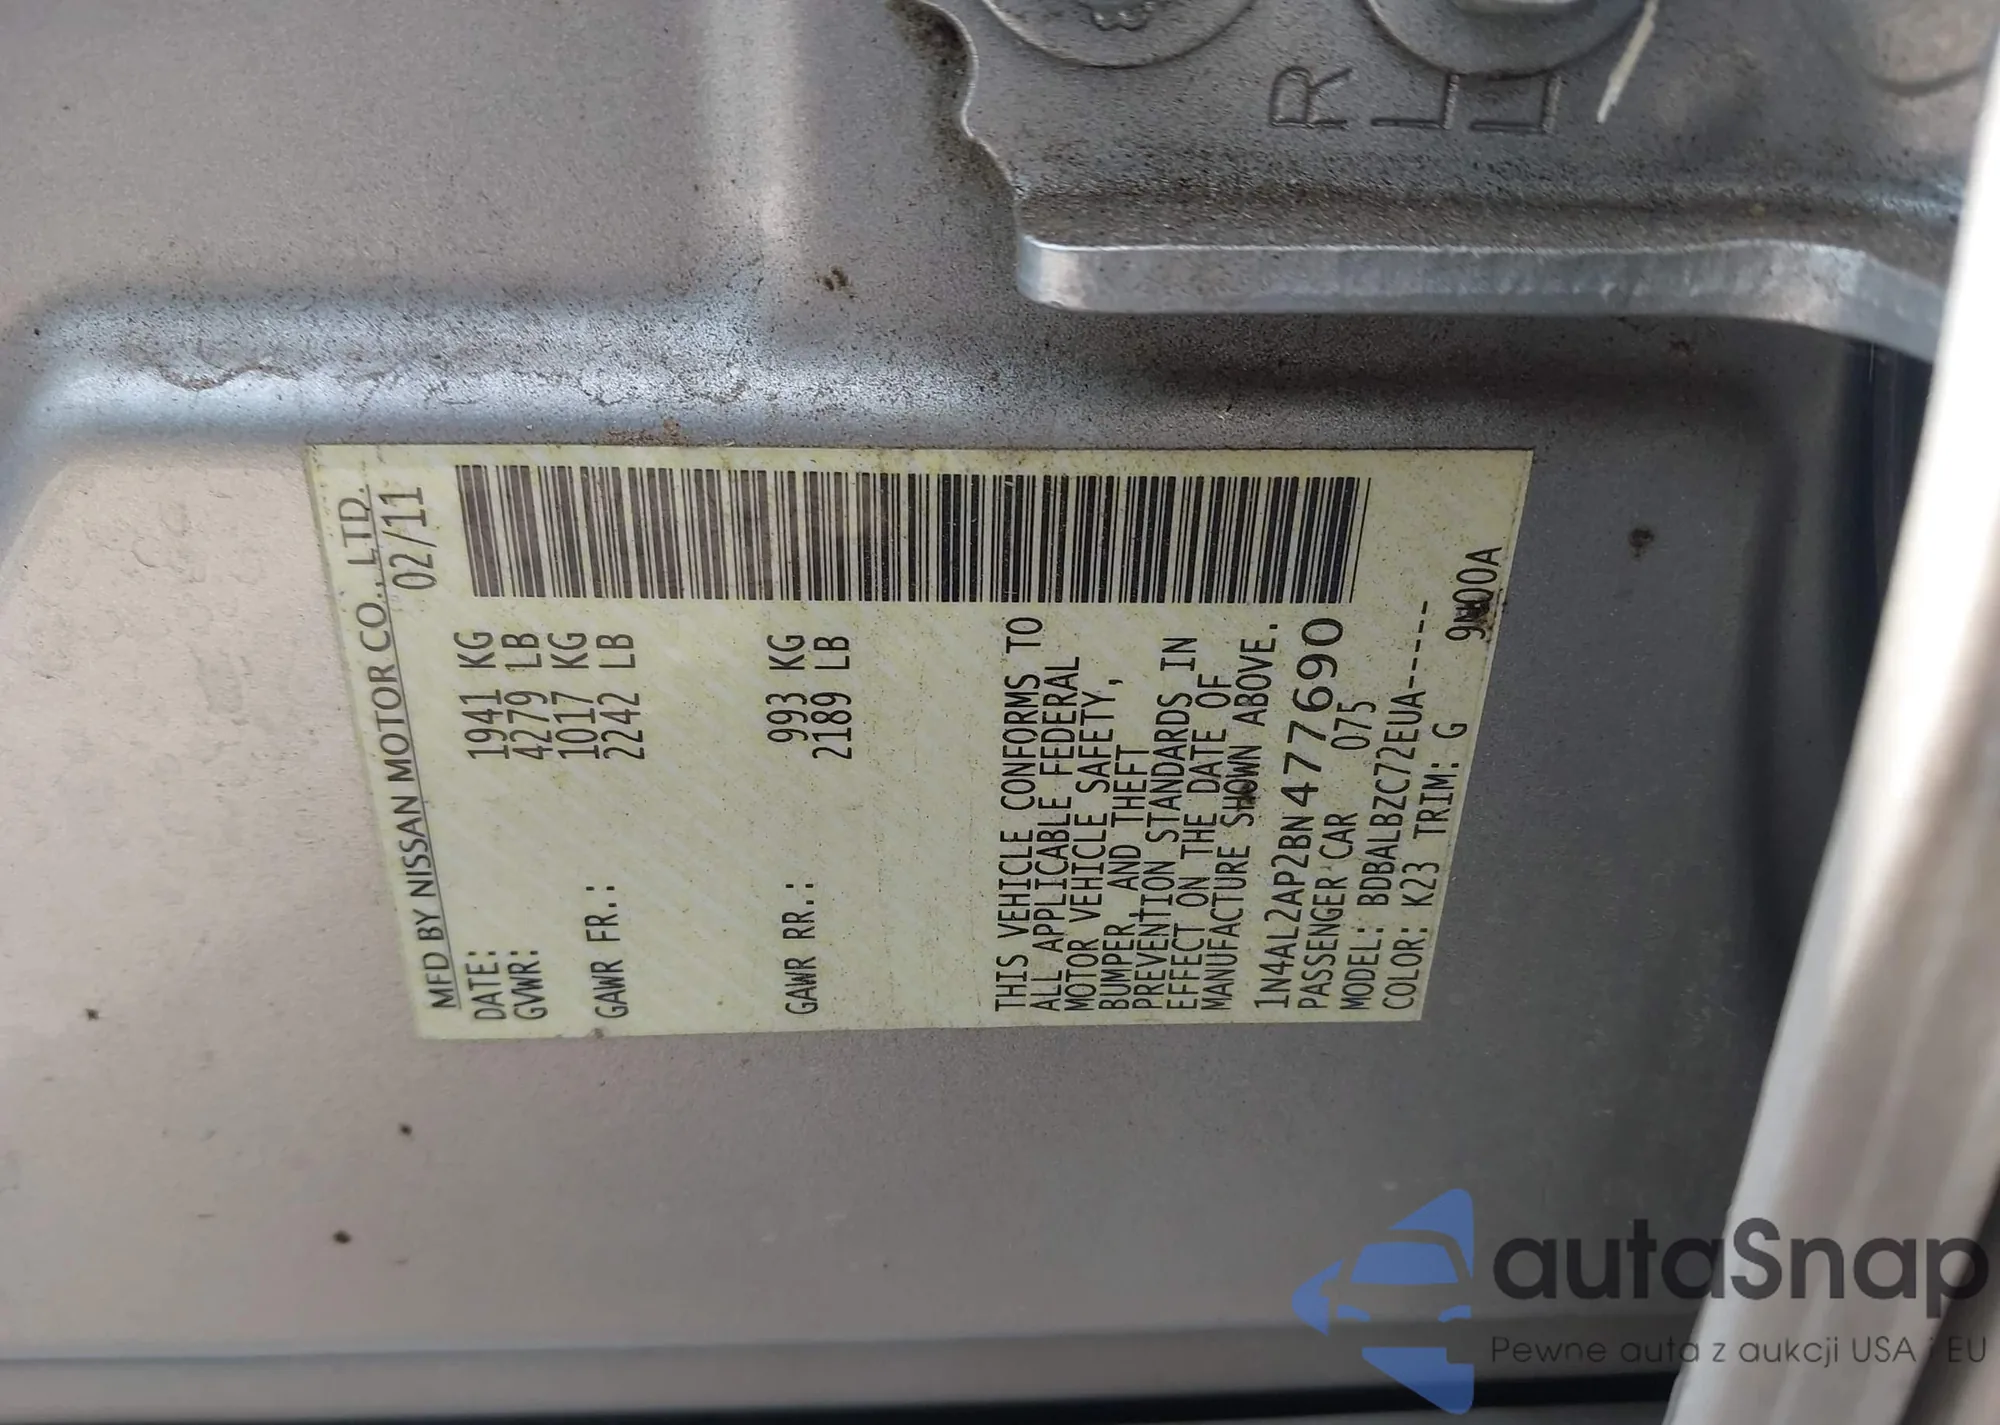 R
MFD BY NISSAN MOTOR CO., LTD.
DATE: 02/11
GVWR: 1941 KG
4279 LB
GAWR FR.: 1017 KG
2242 LB
GAWR RR.: 993 KG
2189 LB
THIS VEHICLE CONFORMS TO
ALL APPLICABLE FEDERAL
MOTOR VEHICLE SAFETY,
BUMPER, AND THEFT
PREVENTION STANDARDS IN
EFFECT ON THE DATE OF
MANUFACTURE SHOWN ABOVE.
1N4AL2AP2BN477690
PASSENGER CAR 075
MODEL: BDBALBZC72EUA-----
COLOR: K23 TRIM: G
autaSnap
Pewne auta z aukcji USA i EU